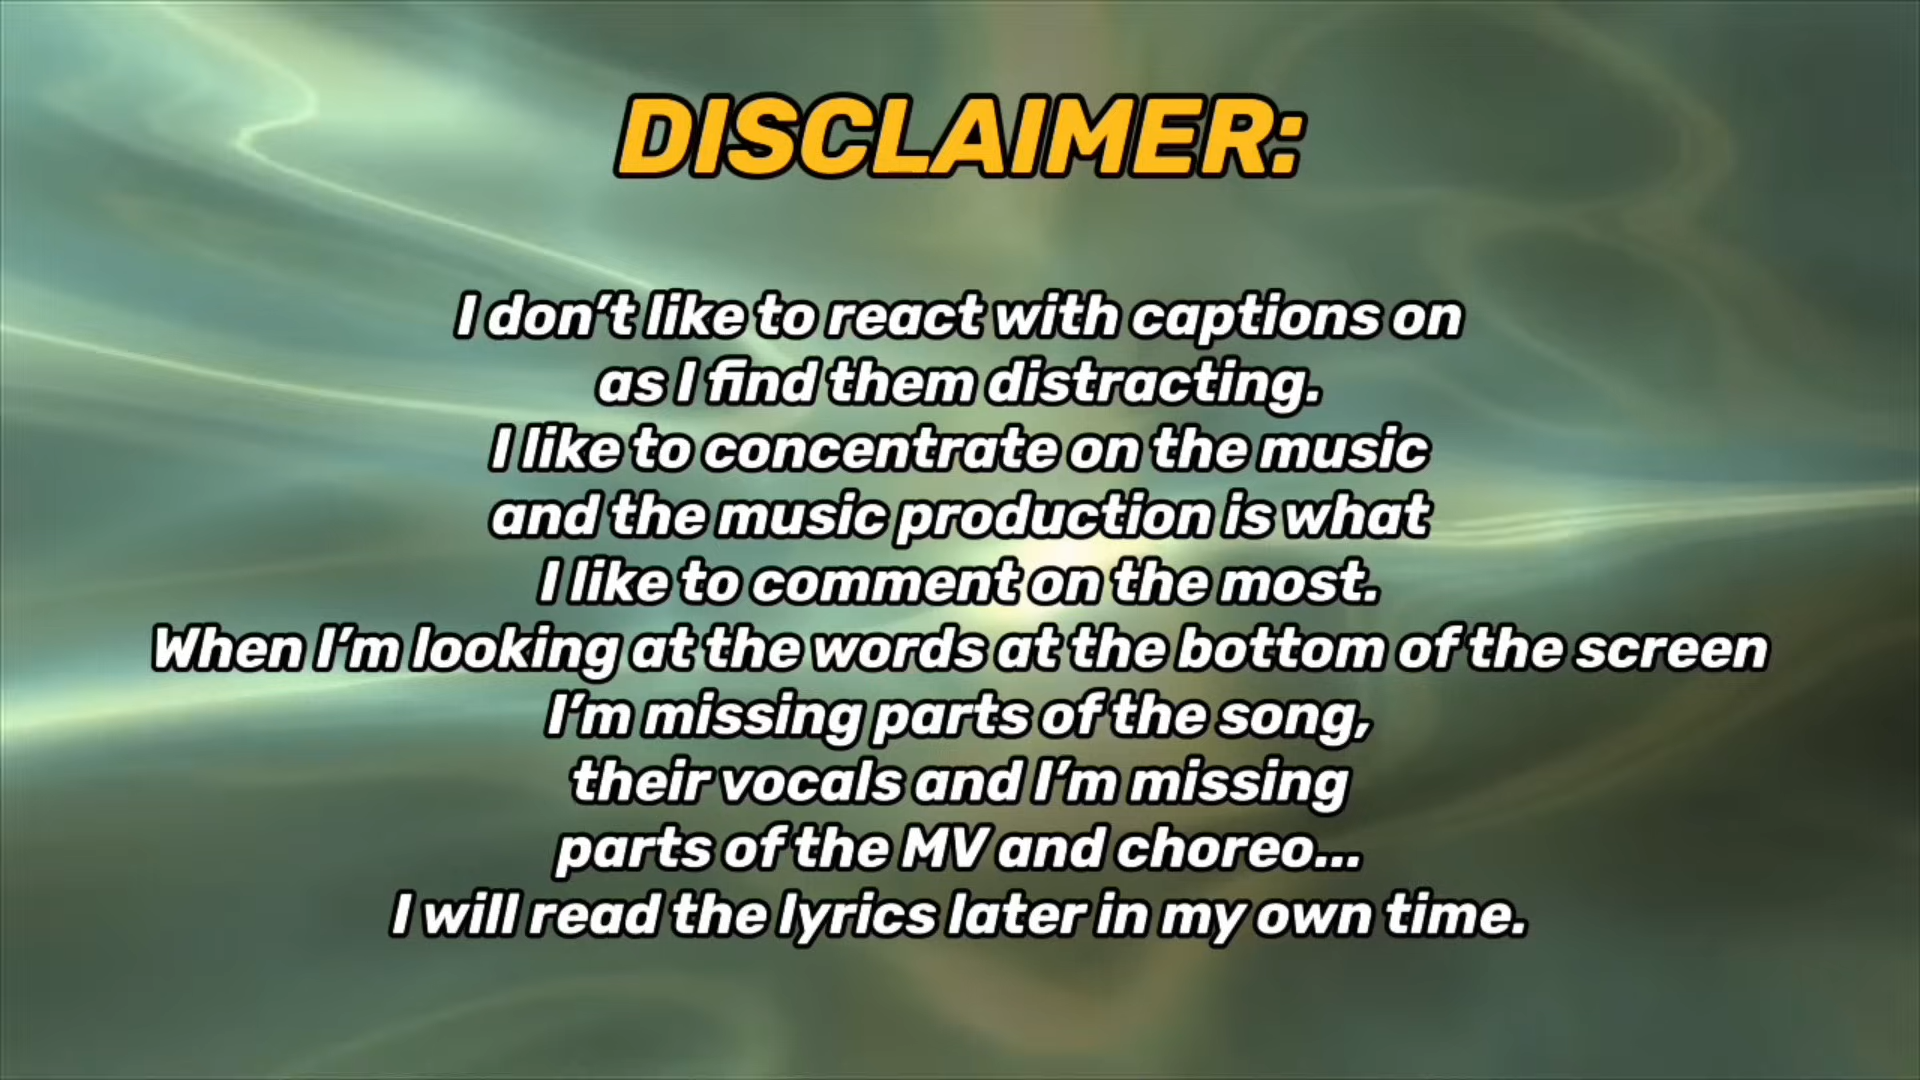 DISCLAIMER:
I don’t like to react with captions on
as I find them distracting.
I like to concentrate on the music
and the music production is what
I like to comment on the most.
When I’m looking at the words at the bottom of the screen
I’m missing parts of the song,
their vocals and I’m missing
parts of the MV and choreo...
I will read the lyrics later in my own time.